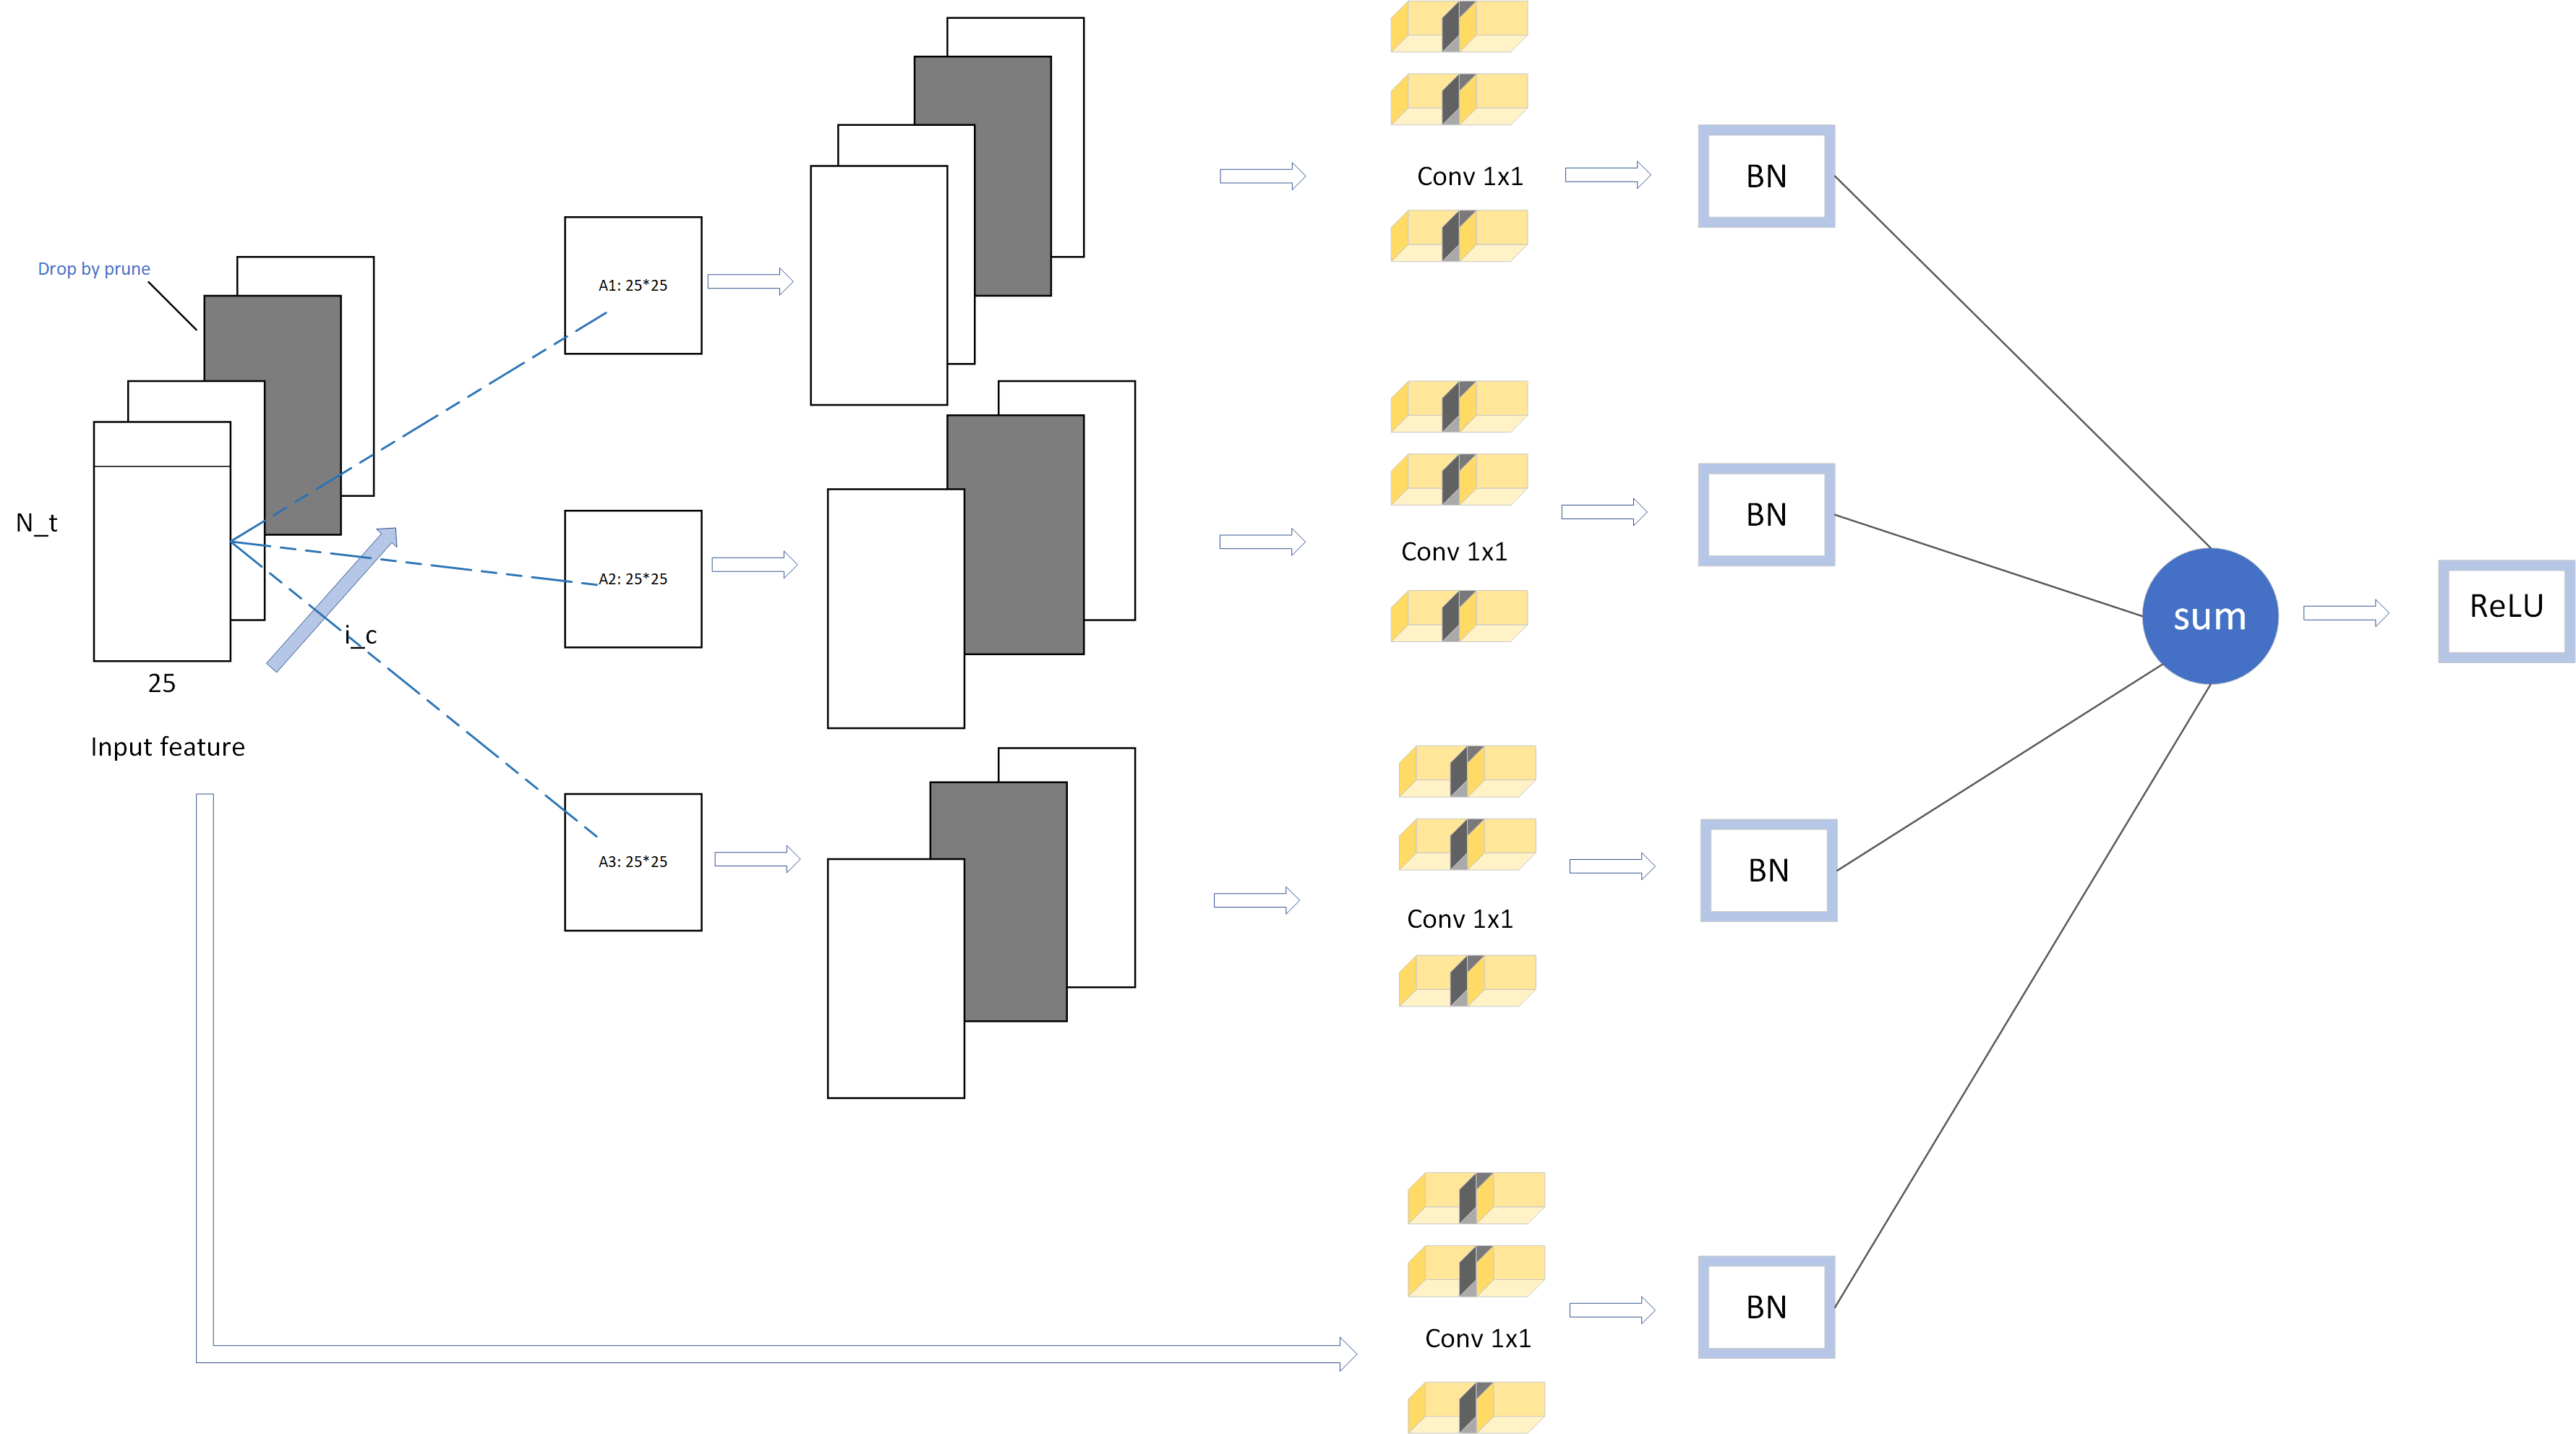 Drop by prune
N_t
25
i_c
Input feature
A1: 25*25
A2: 25*25
A3: 25*25
Conv 1x1
Conv 1x1
Conv 1x1
Conv 1x1
BN
BN
BN
BN
sum
ReLU